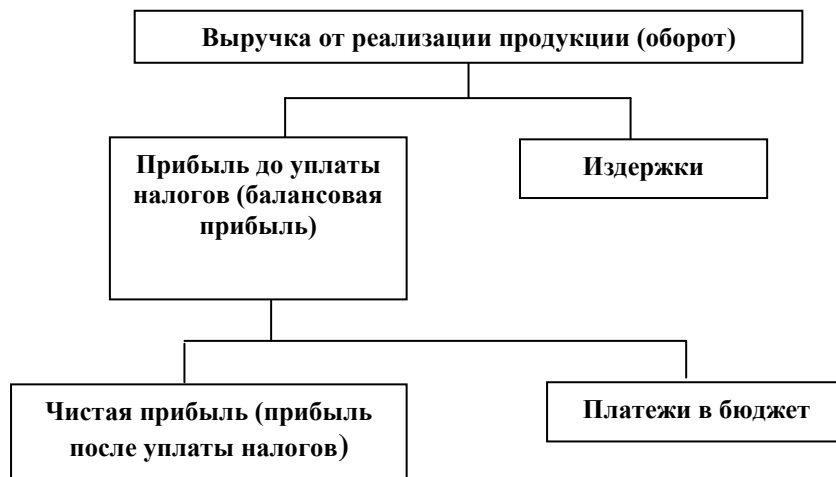 Выручка от реализации продукции (оборот)
Прибыль до уплаты
налогов (балансовая
прибыль)
Издержки
Чистая прибыль (прибыль
после уплаты налогов)
Платежи в бюджет